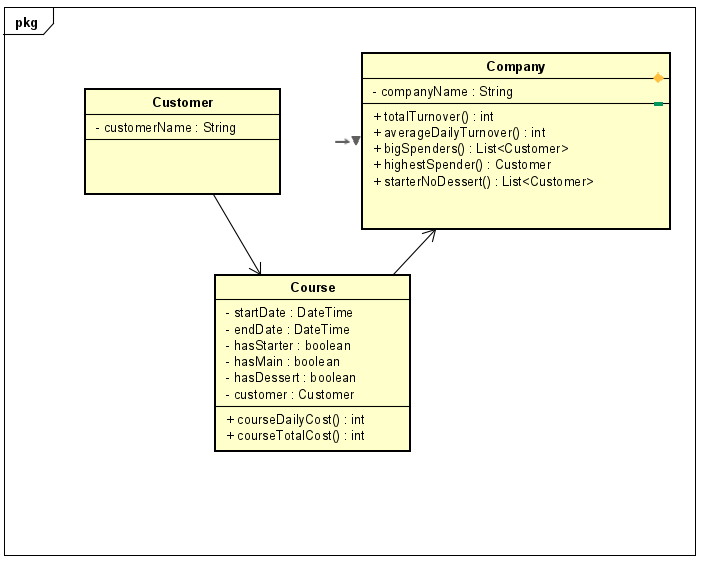 pkg
Customer
- customerName : String
Company
- companyName : String
+ totalTurnover() : int
+ averageDailyTurnover() : int
+ bigSpenders() : List<Customer>
+ highestSpender() : Customer
+ starterNoDessert() : List<Customer>
Course
- startDate : DateTime
- endDate : DateTime
- hasStarter : boolean
- hasMain : boolean
- hasDessert : boolean
- customer : Customer
+ courseDailyCost() : int
+ courseTotalCost() : int